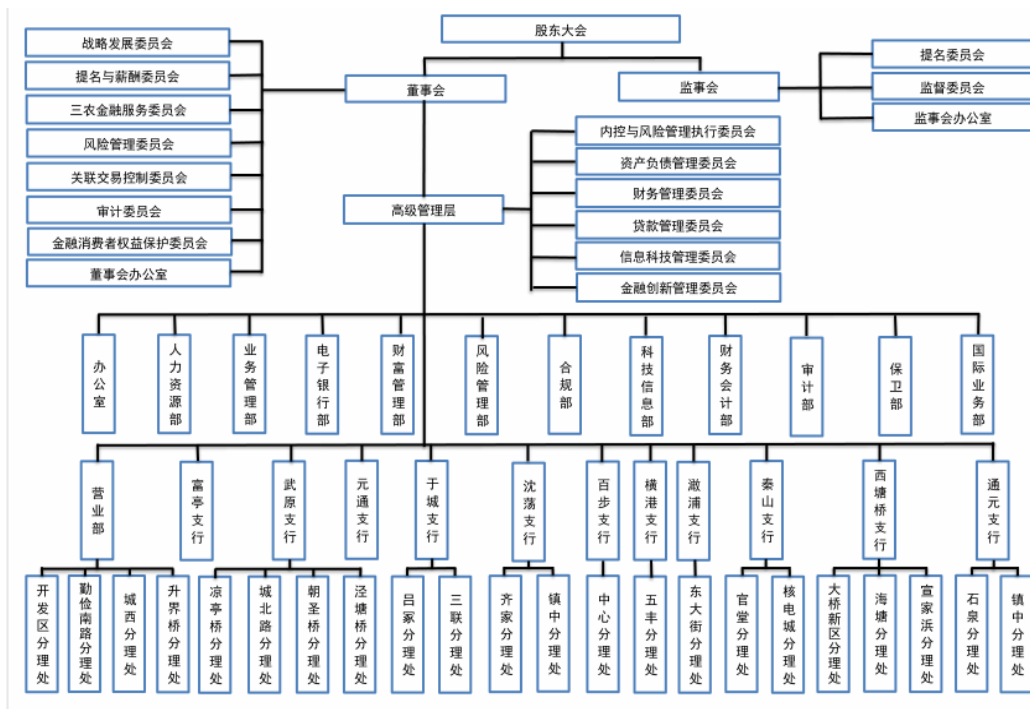 股东大会
战略发展委员会
提名与薪酬委员会
三农金融服务委员会
风险管理委员会
关联交易控制委员会
审计委员会
金融消费者权益保护委员会
董事会办公室
董事会
监事会
提名委员会
监督委员会
监事会办公室
高级管理层
内控与风险管理执行委员会
资产负债管理委员会
财务管理委员会
贷款管理委员会
信息科技管理委员会
金融创新管理委员会
办公室
人力资源部
业务管理部
电子银行部
财富管理部
风险管理部
合规部
科技信息部
财务会计部
审计部
保卫部
国际业务部
营业部
富亭支行
武原支行
元通支行
于城支行
沈荡支行
百步支行
横港支行
澉浦支行
秦山支行
西塘桥支行
通元支行
开发区分理处
勤俭南路分理处
城西分理处
升界桥分理处
凉亭桥分理处
城北路分理处
朝圣桥分理处
泾塘桥分理处
吕冢分理处
三联分理处
齐家分理处
镇中分理处
中心分理处
五丰分理处
东大街分理处
官堂分理处
核电城分理处
大桥新区分理处
海塘分理处
宣家浜分理处
石泉分理处
镇中分理处